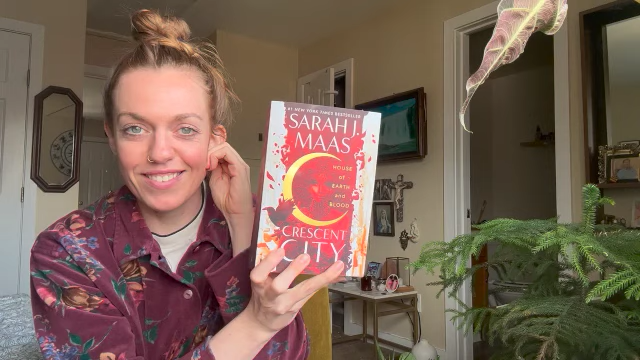 #1 NEW YORK TIMES BESTSELLER
SARAH J.
MAAS
HOUSE
OF
EARTH
and
BLOOD
CRESCENT
CITY